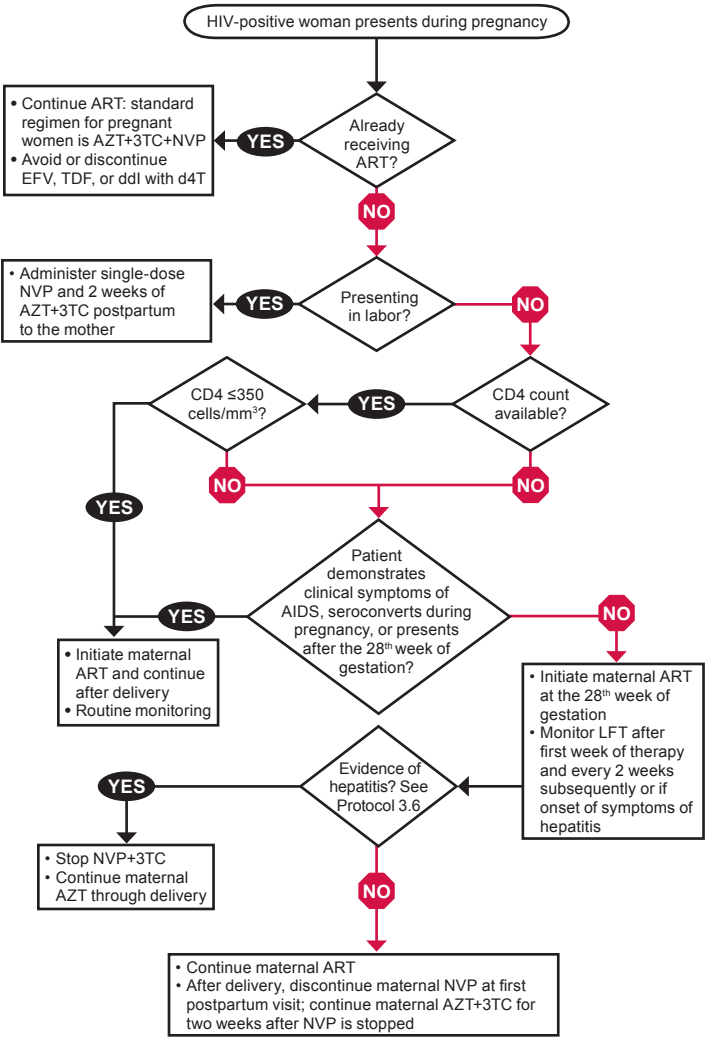 HIV-positive woman presents during pregnancy
• Continue ART: standard
regimen for pregnant
women is AZT+3TC+NVP
• Avoid or discontinue
EFV, TDF, or ddI with d4T
YES
Already
receiving
ART?
NO
• Administer single-dose
NVP and 2 weeks of
AZT+3TC postpartum
to the mother
YES
Presenting
in labor?
NO
CD4 ≤350
cells/mm³?
YES
CD4 count
available?
NO
NO
YES
Patient
demonstrates
clinical symptoms of
AIDS, seroconverts during
pregnancy, or presents
after the 28th week of
gestation?
YES
NO
• Initiate maternal
ART and continue
after delivery
• Routine monitoring
• Initiate maternal ART
at the 28th week of
gestation
• Monitor LFT after
first week of therapy
and every 2 weeks
subsequently or if
onset of symptoms of
hepatitis
Evidence of
hepatitis? See
Protocol 3.6
YES
• Stop NVP+3TC
• Continue maternal
AZT through delivery
NO
• Continue maternal ART
• After delivery, discontinue maternal NVP at first
postpartum visit; continue maternal AZT+3TC for
two weeks after NVP is stopped